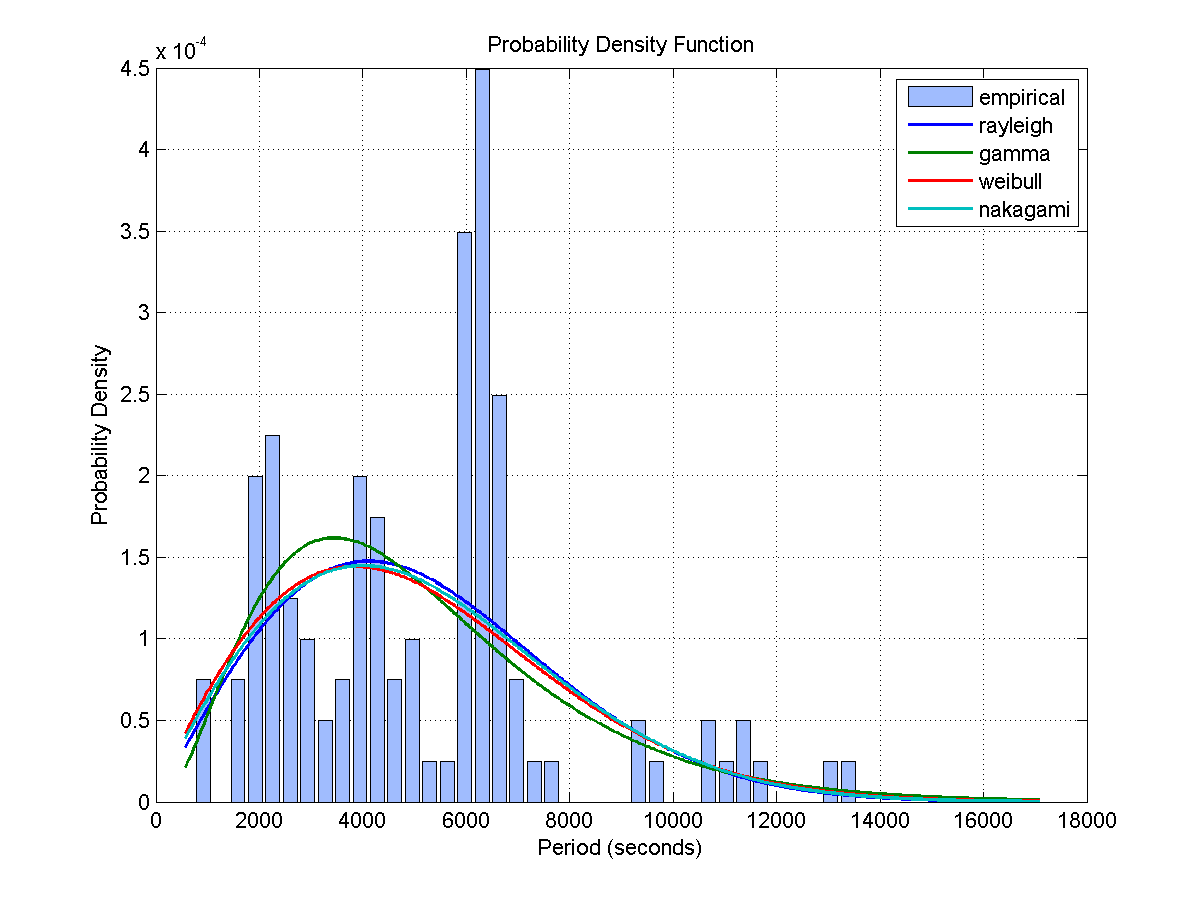 Probability Density Function
x 10-4
4.5
4
3.5
3
2.5
2
1.5
1
0.5
0
Probability Density
0 2000 4000 6000 8000 10000 12000 14000 16000 18000
Period (seconds)
empirical
rayleigh
gamma
weibull
nakagami